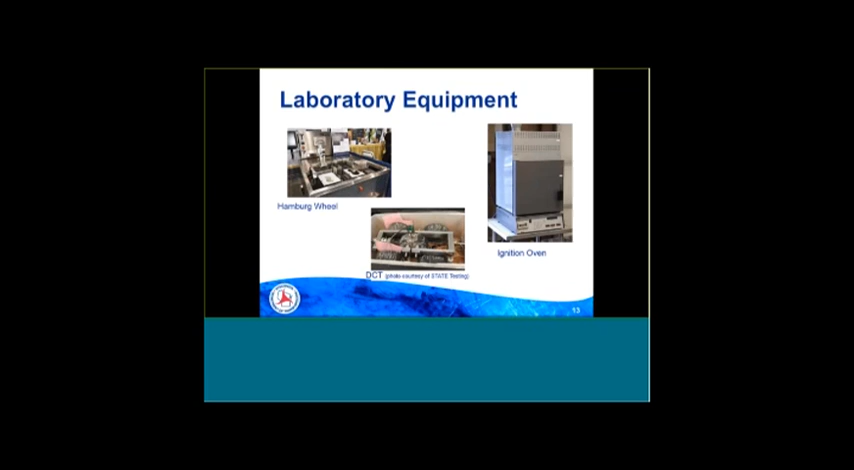 Laboratory Equipment
Hamburg Wheel
DCT (photo courtesy of STATE Testing)
Ignition Oven
13